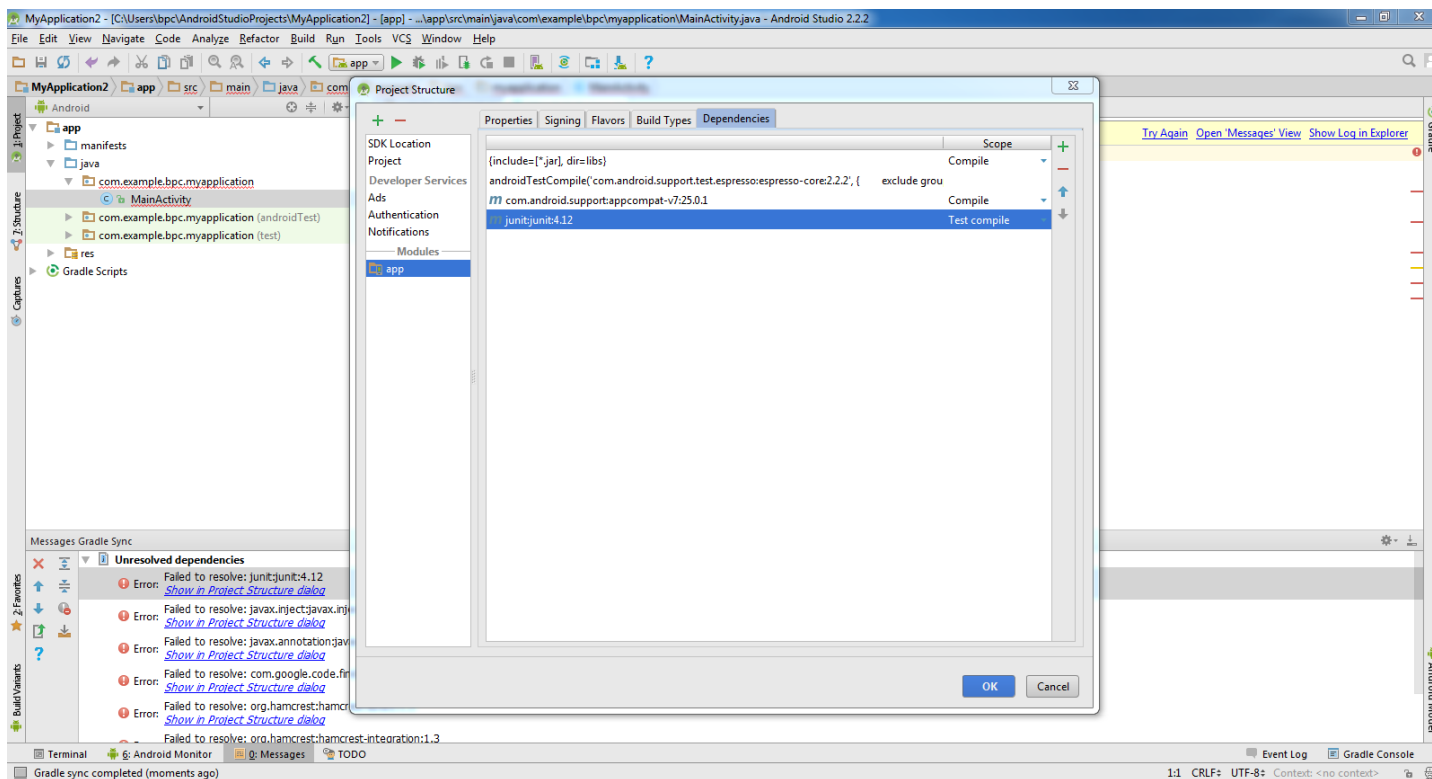 MyApplication2 - [C:\Users\bpc\AndroidStudioProjects\MyApplication2] - [app] - ...\app\src\main\java\com\example\bpc\myapplication\MainActivity.java - Android Studio 2.2.2
File Edit View Navigate Code Analyze Refactor Build Run Tools VCS Window Help
app
MyApplication2 app src main java com
Android
1: Project
7: Structure
Captures
2: Favorites
Build Variants
app
manifests
java
com.example.bpc.myapplication
MainActivity
com.example.bpc.myapplication (androidTest)
com.example.bpc.myapplication (test)
res
Gradle Scripts
Project Structure
SDK Location
Project
Developer Services
Ads
Authentication
Notifications
Modules
app
Properties Signing Flavors Build Types Dependencies
Scope
{include=[*.jar], dir=libs} Compile
androidTestCompile('com.android.support.test.espresso:espresso-core:2.2.2', { exclude grou
m com.android.support:appcompat-v7:25.0.1 Compile
m junit:junit:4.12 Test compile
OK Cancel
Try Again Open 'Messages' View Show Log in Explorer
Gradle
Android Model
Messages Gradle Sync
Unresolved dependencies
Error: Failed to resolve: junit:junit:4.12
Show in Project Structure dialog
Error: Failed to resolve: javax.inject:javax.inj
Show in Project Structure dialog
Error: Failed to resolve: javax.annotation:jav
Show in Project Structure dialog
Error: Failed to resolve: com.google.code.fin
Show in Project Structure dialog
Error: Failed to resolve: org.hamcrest:hamcr
Show in Project Structure dialog
Failed to resolve: org.hamcrest:hamcrest-integration:1.3
Terminal 6: Android Monitor 0: Messages TODO Event Log Gradle Console
Gradle sync completed (moments ago) 1:1 CRLF UTF-8 Context: <no context>